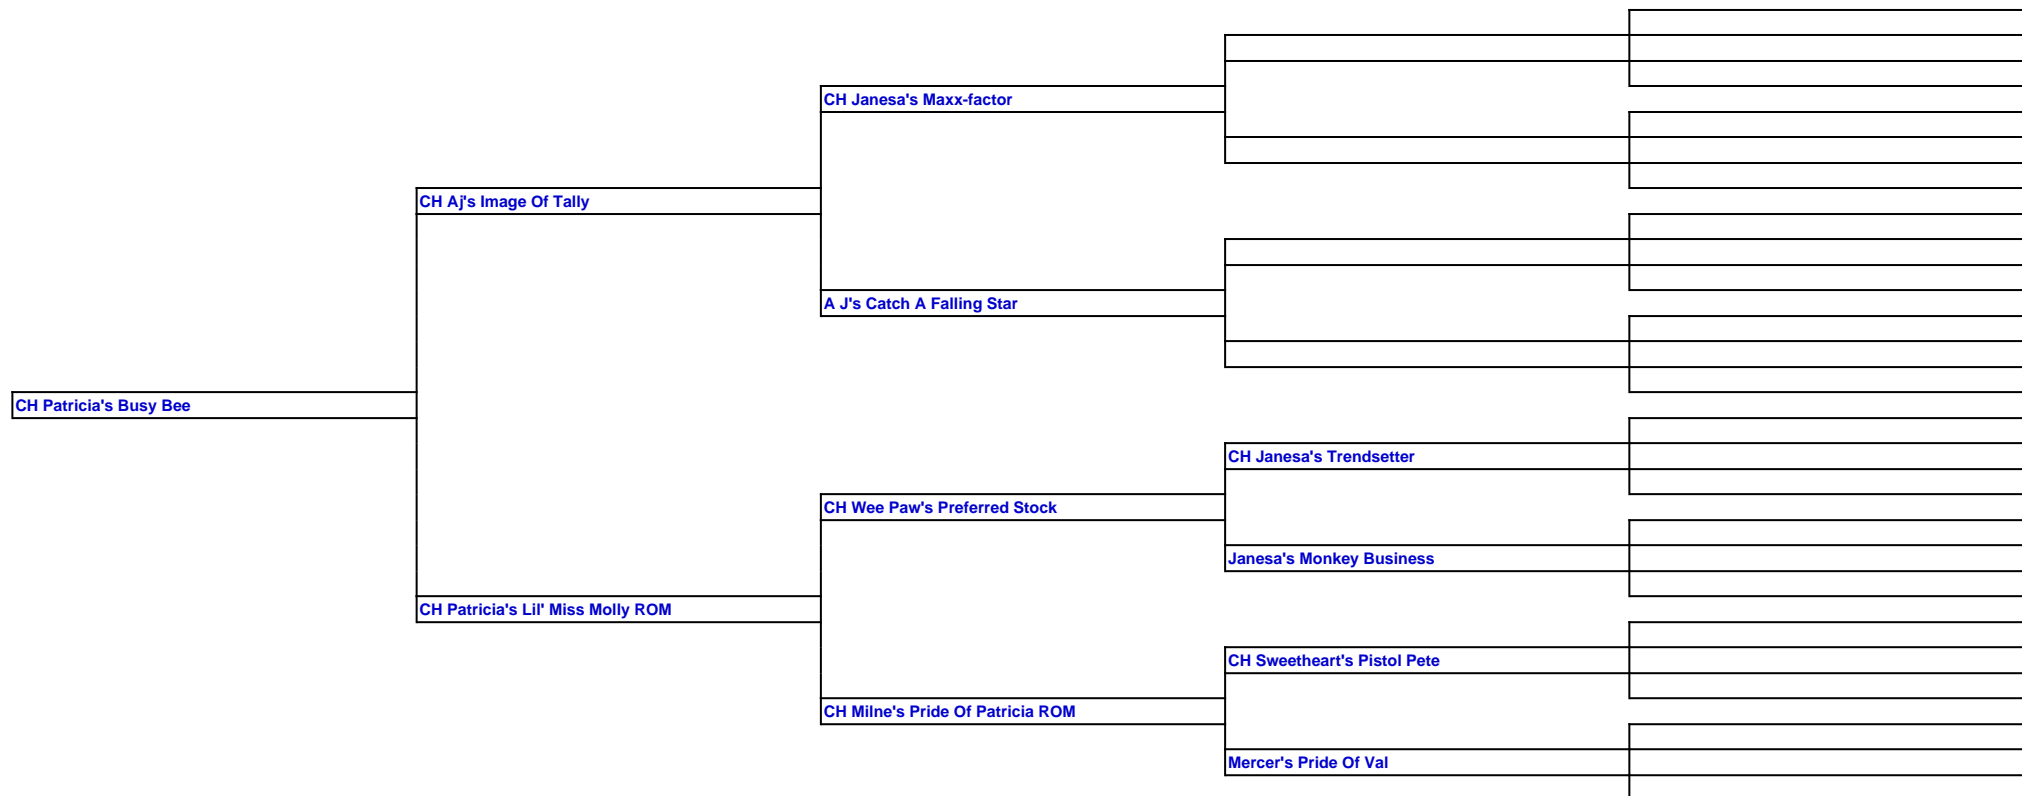 CH Janesa's Maxx-factor
CH Aj's Image Of Tally
A J's Catch A Falling Star
CH Patricia's Busy Bee
CH Janesa's Trendsetter
CH Wee Paw's Preferred Stock
Janesa's Monkey Business
CH Patricia's Lil' Miss Molly ROM
CH Sweetheart's Pistol Pete
CH Milne's Pride Of Patricia ROM
Mercer's Pride Of Val